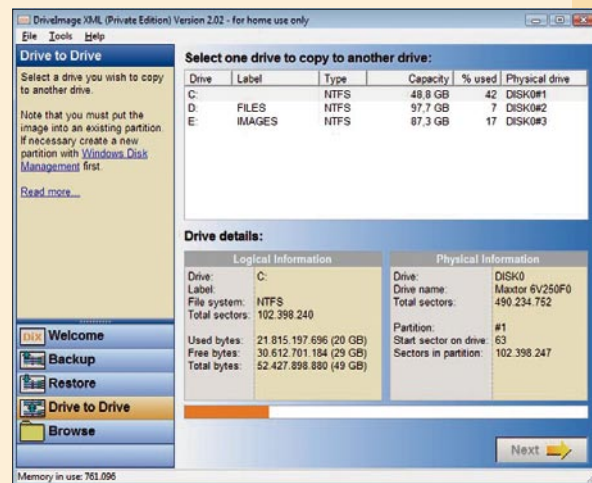 DriveImage XML (Private Edition) Version 2.02 - for home use only
File Tools Help
Drive to Drive
Select a drive you wish to copy
to another drive.
Note that you must put the
image into an existing partition.
If necessary create a new
partition with Windows Disk
Management first.
Read more...
Dix Welcome
Backup
Restore
Drive to Drive
Browse
Select one drive to copy to another drive:
Drive Label Type Capacity % used Physical drive
C: NTFS 48,8 GB 42 DISK0#1
D: FILES NTFS 97,7 GB 7 DISK0#2
E: IMAGES NTFS 87,3 GB 17 DISK0#3
Drive details:
Logical Information
Drive: C:
Label:
File system: NTFS
Total sectors: 102.398.240
Used bytes: 21.815.197.696 (20 GB)
Free bytes: 30.612.701.184 (29 GB)
Total bytes: 52.427.898.880 (49 GB)
Physical Information
Drive: DISK0
Drive name: Maxtor 6V250F0
Total sectors: 490.234.752
Partition: #1
Start sector on drive: 63
Sectors in partition: 102.398.247
Next
Memory in use: 761.096